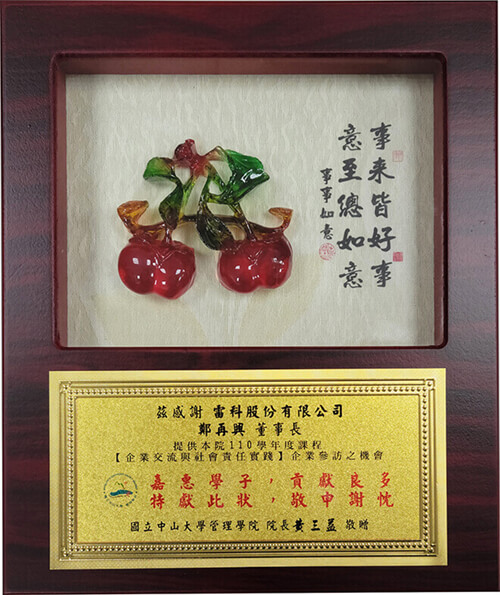 事来皆好事
意至總如意
事事如意
茲感謝 雷科股份有限公司
鄭再興 董事長
提供本院110學年度課程
【企業交流與社會責任實踐】企業參訪之機會
嘉惠學子，貢獻良多
特獻此狀，敬申謝忱
國立中山大學管理學院 院長 黃三益 敬贈